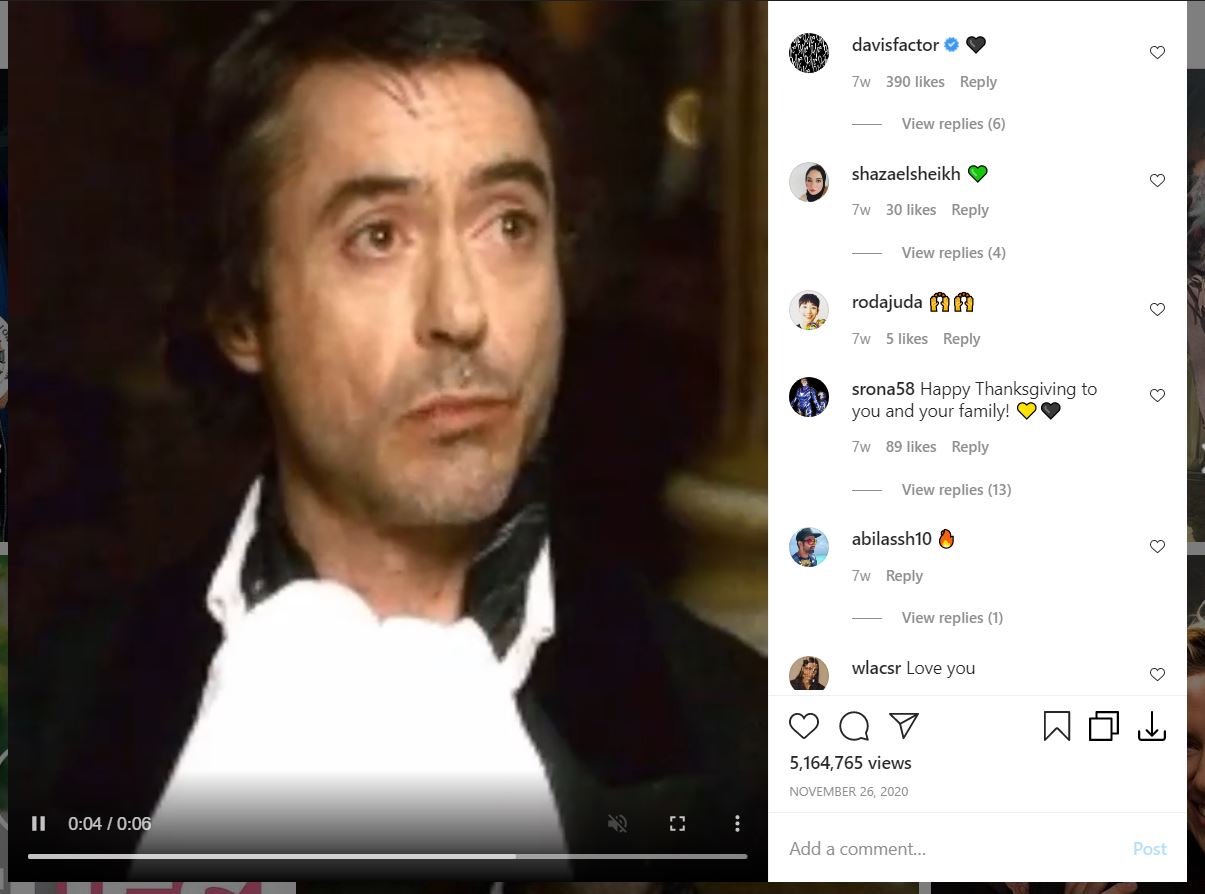 davisfactor 🖤
7w 390 likes Reply
View replies (6)
shazaelsheikh 💚
7w 30 likes Reply
View replies (4)
rodajuda 🙌🙌
7w 5 likes Reply
srona58 Happy Thanksgiving to
you and your family! 💛🖤
7w 89 likes Reply
View replies (13)
abilassh10 🔥
7w Reply
View replies (1)
wlacsr Love you
5,164,765 views
NOVEMBER 26, 2020
0:04 / 0:06
Add a comment... Post